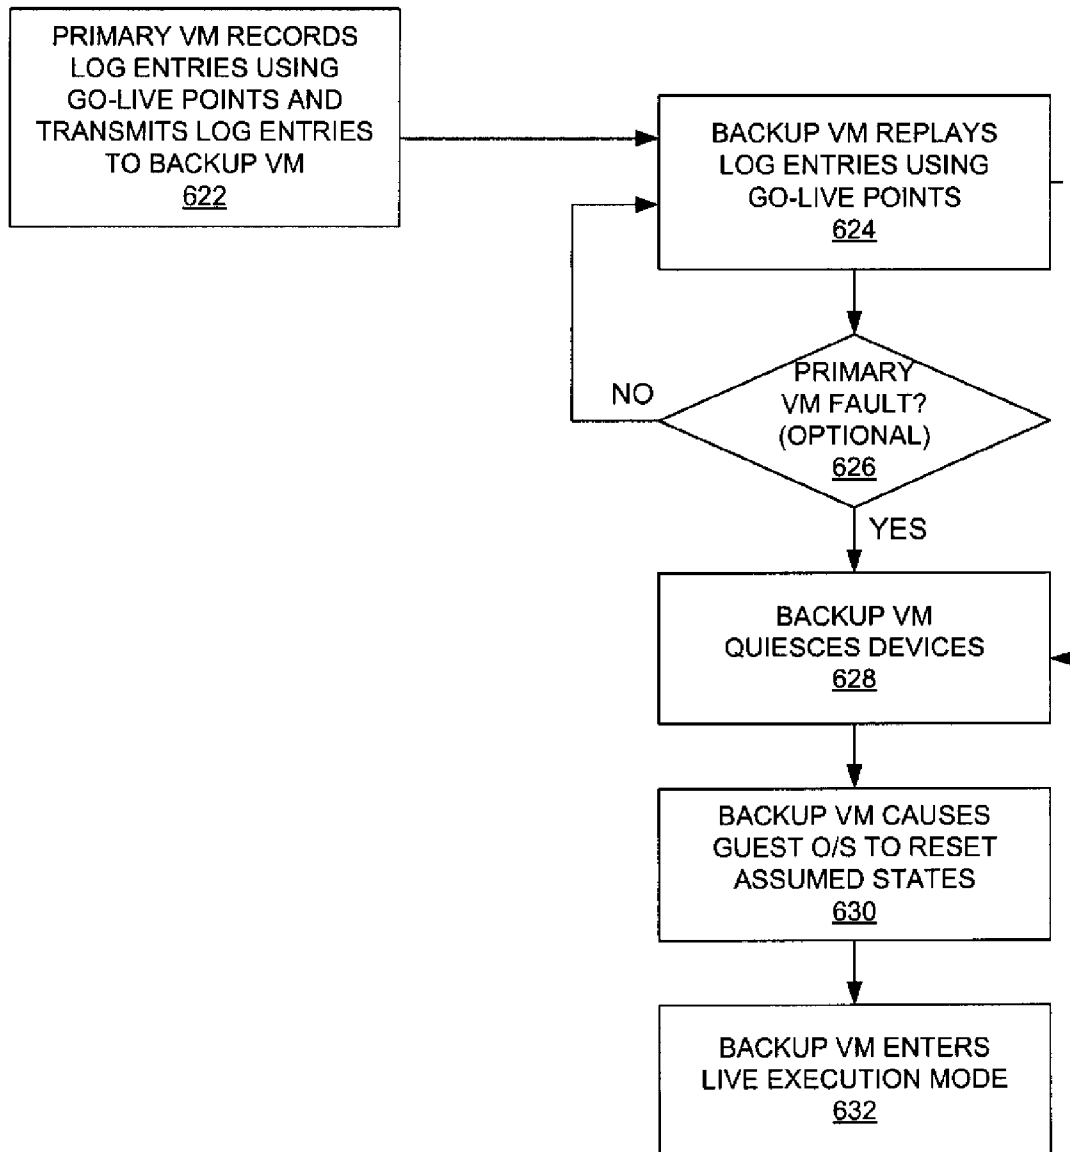 PRIMARY VM RECORDS
LOG ENTRIES USING
GO-LIVE POINTS AND
TRANSMITS LOG ENTRIES
TO BACKUP VM
622
BACKUP VM REPLAYS
LOG ENTRIES USING
GO-LIVE POINTS
624
PRIMARY
VM FAULT?
(OPTIONAL)
626
NO
YES
BACKUP VM
QUIESCES DEVICES
628
BACKUP VM CAUSES
GUEST O/S TO RESET
ASSUMED STATES
630
BACKUP VM ENTERS
LIVE EXECUTION MODE
632